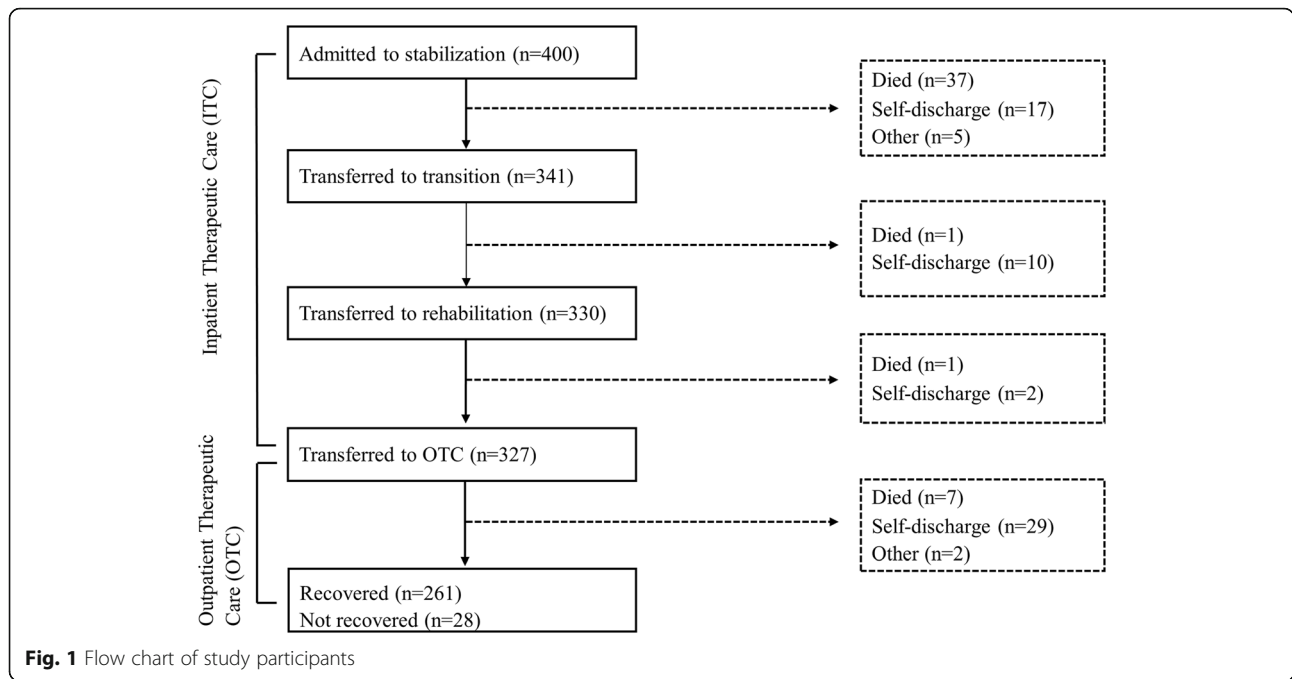 Inpatient Therapeutic Care (ITC)
Admitted to stabilization (n=400)
Died (n=37)
Self-discharge (n=17)
Other (n=5)
Transferred to transition (n=341)
Died (n=1)
Self-discharge (n=10)
Transferred to rehabilitation (n=330)
Died (n=1)
Self-discharge (n=2)
Transferred to OTC (n=327)
Outpatient Therapeutic
Care (OTC)
Died (n=7)
Self-discharge (n=29)
Other (n=2)
Recovered (n=261)
Not recovered (n=28)
Fig. 1 Flow chart of study participants